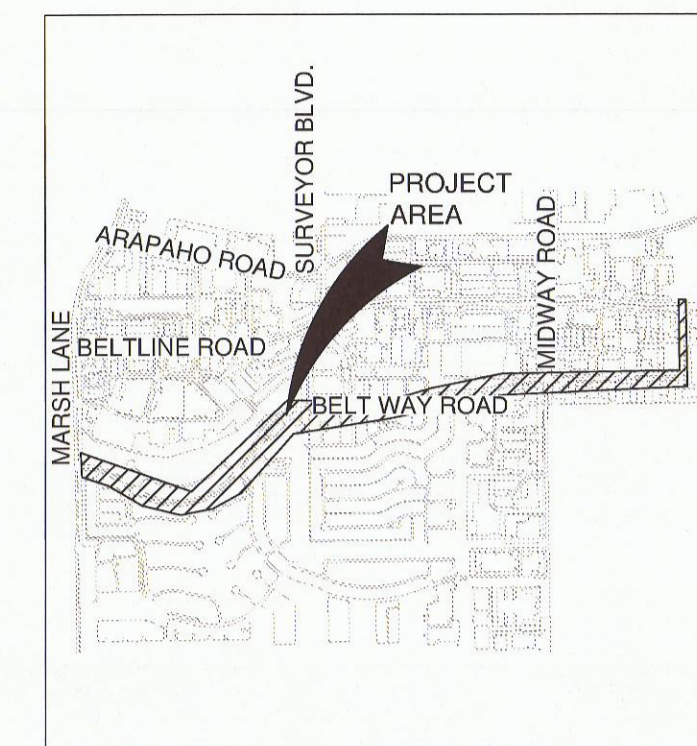 SURVEYOR BLVD.
PROJECT
AREA
ARAPAHO ROAD
MIDWAY ROAD
MARSH LANE
BELTLINE ROAD
BELT WAY ROAD